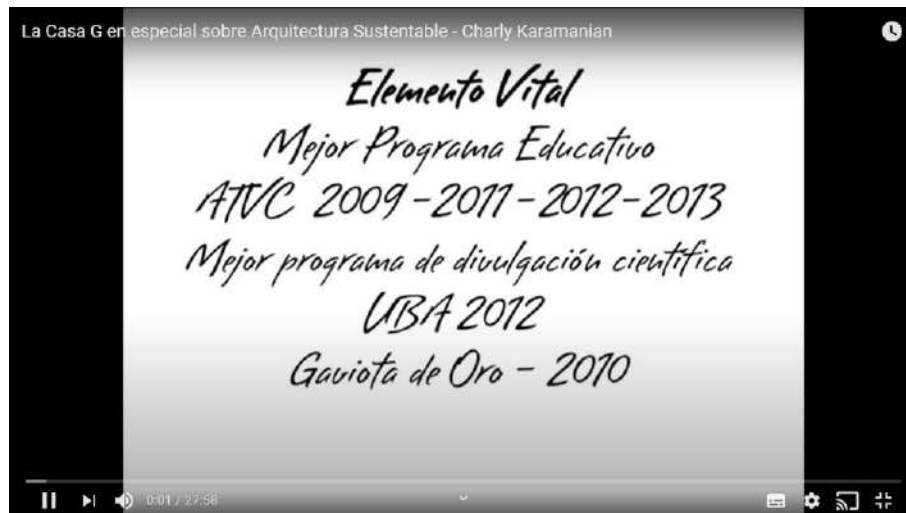 La Casa G en especial sobre Arquitectura Sustentable - Charly Karamanian
Elemento Vital
Mejor Programa Educativo
ATVC 2009 - 2011 - 2012 - 2013
Mejor programa de divulgación científica
UBA 2012
Gaviota de Oro - 2010
0:01 / 27:58